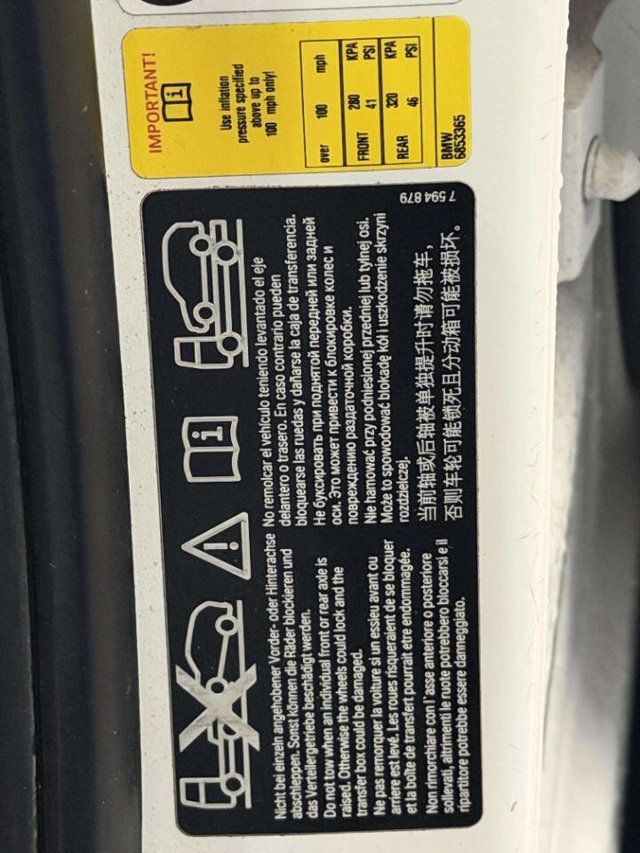 Nicht bei einzeln angehobener Vorder- oder Hinterachse
abschleppen. Sonst können die Räder blockieren und
das Verteilergetriebe beschädigt werden.
Do not tow when an individual front or rear axle is
raised. Otherwise the wheels could lock and the
transfer box could be damaged.
Ne pas remorquer la voiture si un essieu avant ou
arrière est levé. Les roues risqueraient de se bloquer
et la boîte de transfert pourrait être endommagée.
Non rimorchiare con l'asse anteriore o posteriore
sollevati, altrimenti le ruote potrebbero bloccarsi e il
ripartitore potrebbe essere danneggiato.
No remolcar el vehículo teniendo levantado el eje
delantero o trasero. En caso contrario pueden
bloquearse las ruedas y dañarse la caja de transferencia.
Не буксировать при поднятой передней или задней
оси. Это может привести к блокировке колес и
повреждению раздаточной коробки.
Nie hamować przy podniesionej przedniej lub tylnej osi.
Może to spowodować blokadę kół i uszkodzenie skrzyni
rozdzielczej.
当前轴或后轴被单独提升时请勿拖车，
否则车轮可能锁死且分动箱可能被损坏.
7 594 879
IMPORTANT!
Use inflation
pressure specified
above up to
100 mph only!
over 100 mph
FRONT 280 KPA
41 PSI
REAR 320 KPA
46 PSI
BMW
6853365